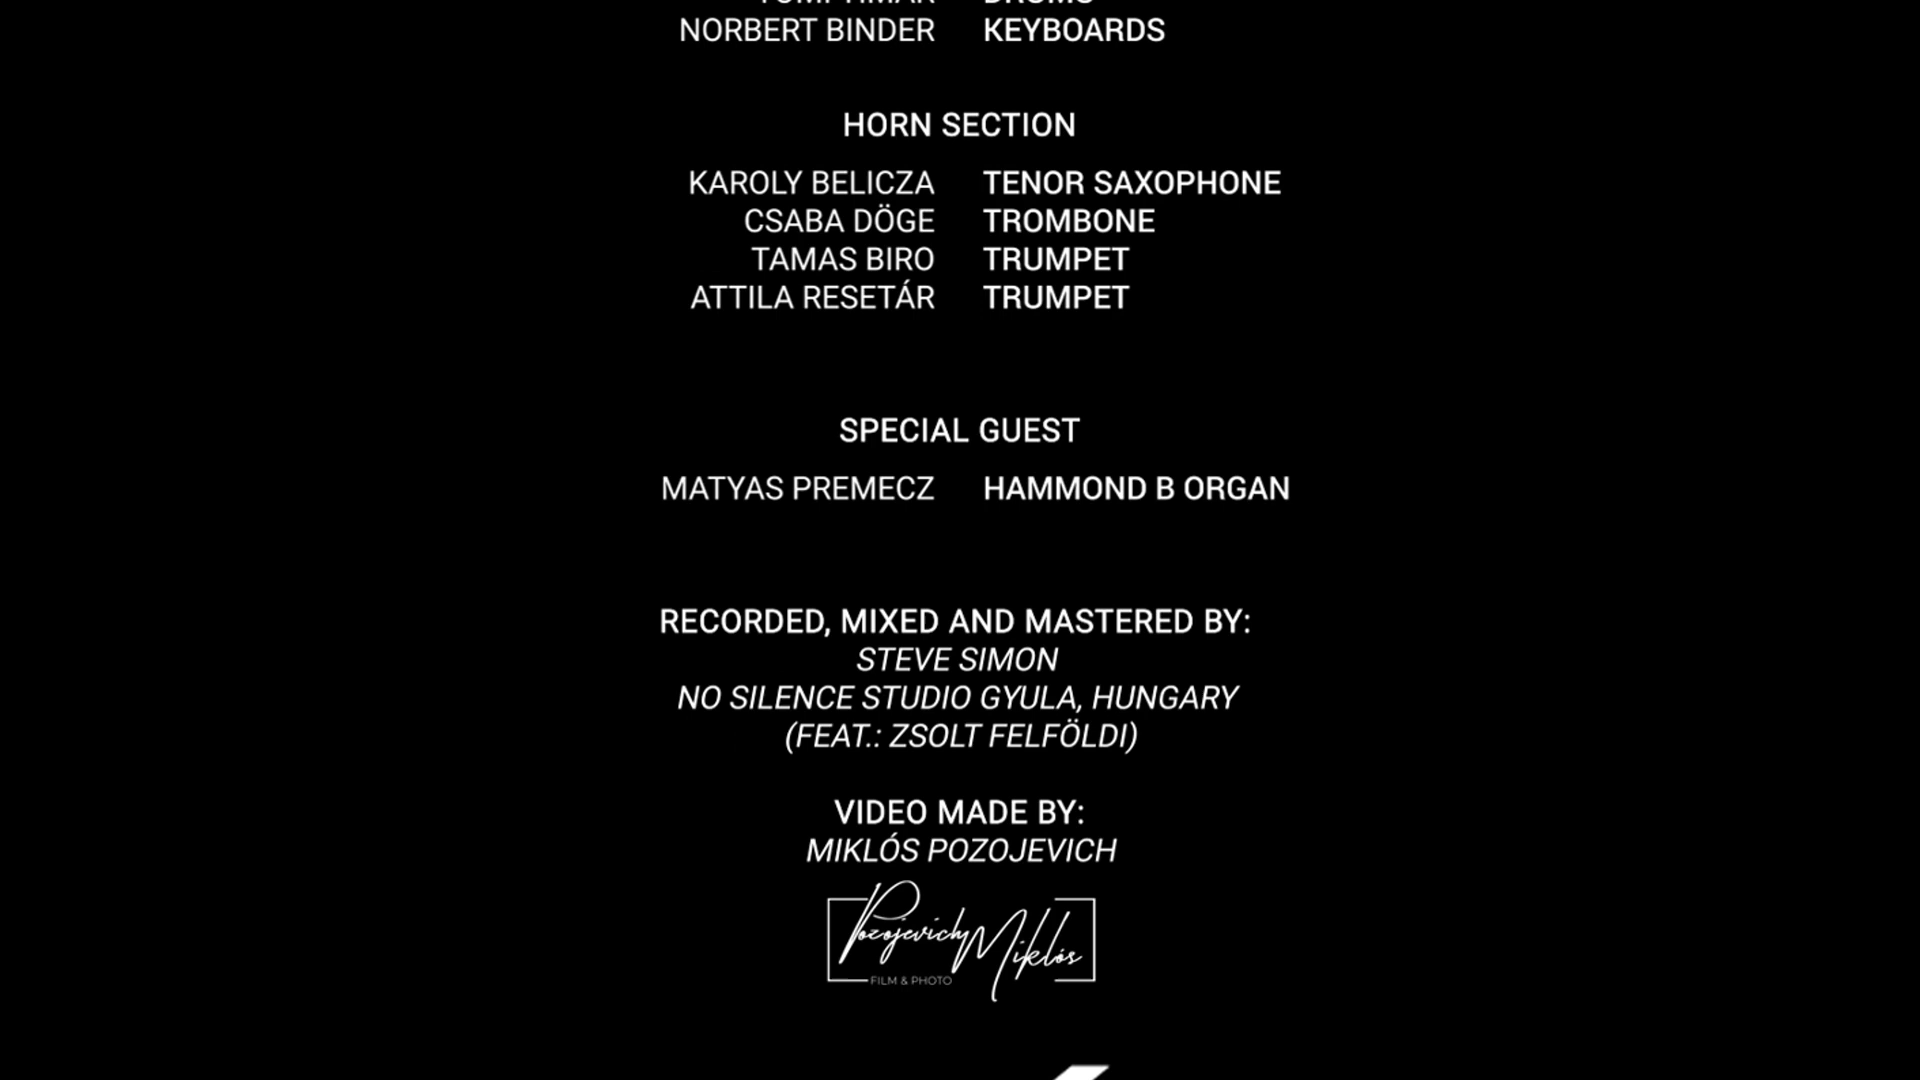 NORBERT BINDER KEYBOARDS
HORN SECTION
KAROLY BELICZA TENOR SAXOPHONE
CSABA DÖGE TROMBONE
TAMAS BIRO TRUMPET
ATTILA RESETÁR TRUMPET
SPECIAL GUEST
MATYAS PREMECZ HAMMOND B ORGAN
RECORDED, MIXED AND MASTERED BY:
STEVE SIMON
NO SILENCE STUDIO GYULA, HUNGARY
(FEAT.: ZSOLT FELFÖLDI)
VIDEO MADE BY:
MIKLÓS POZOJEVICH
Pozojevich Miklós
FILM & PHOTO